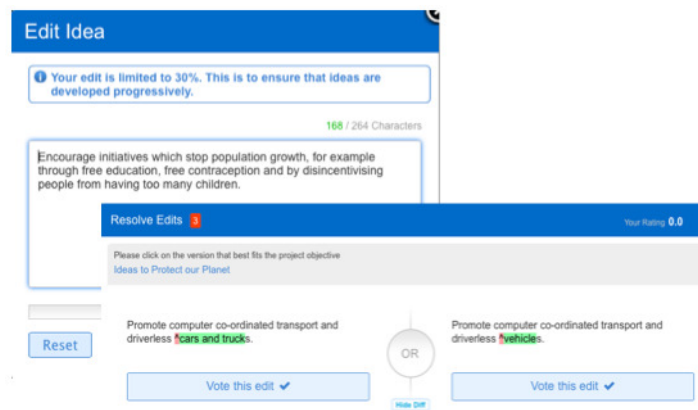 Edit Idea
Your edit is limited to 30%. This is to ensure that ideas are
developed progressively.
168 / 264 Characters
Encourage initiatives which stop population growth, for example
through free education, free contraception and by disincentivising
people from having too many children.
Reset
Resolve Edits 3
Your Rating 0.0
Please click on the version that best fits the project objective
Ideas to Protect our Planet
Promote computer co-ordinated transport and
driverless *cars and trucks.
Vote this edit ✔
OR
Hide Diff
Promote computer co-ordinated transport and
driverless *vehicles.
Vote this edit ✔